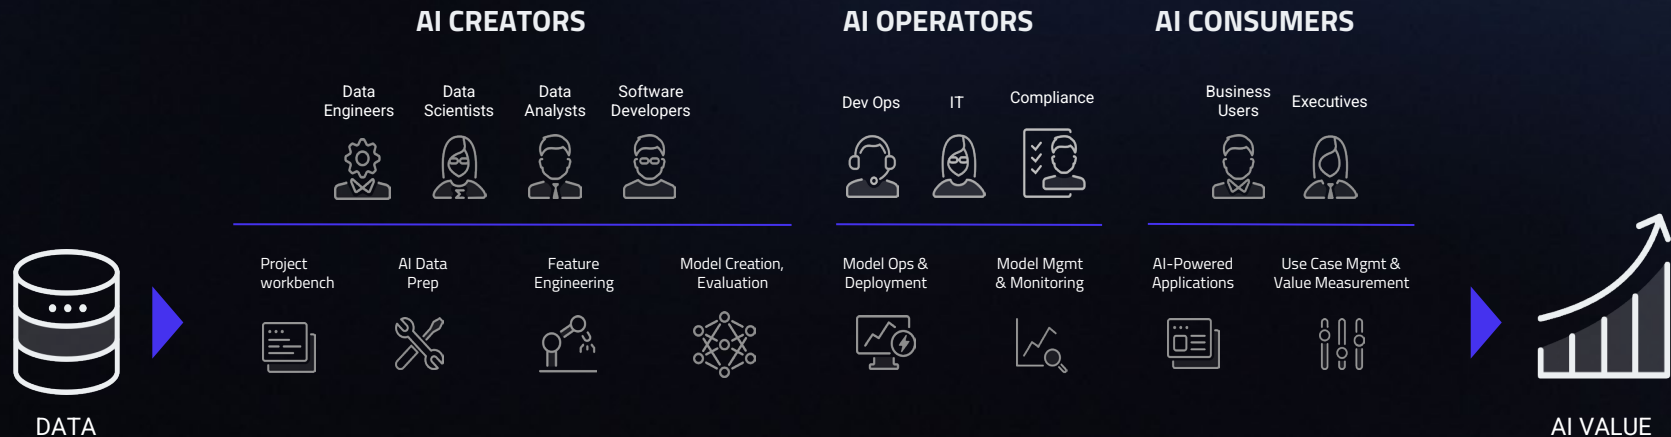 AI CREATORS
AI OPERATORS
AI CONSUMERS
Data
Engineers
Data
Scientists
Data
Analysts
Software
Developers
Dev Ops
IT
Compliance
Business
Users
Executives
Project
workbench
AI Data
Prep
Feature
Engineering
Model Creation,
Evaluation
Model Ops &
Deployment
Model Mgmt
& Monitoring
AI-Powered
Applications
Use Case Mgmt &
Value Measurement
DATA
AI VALUE